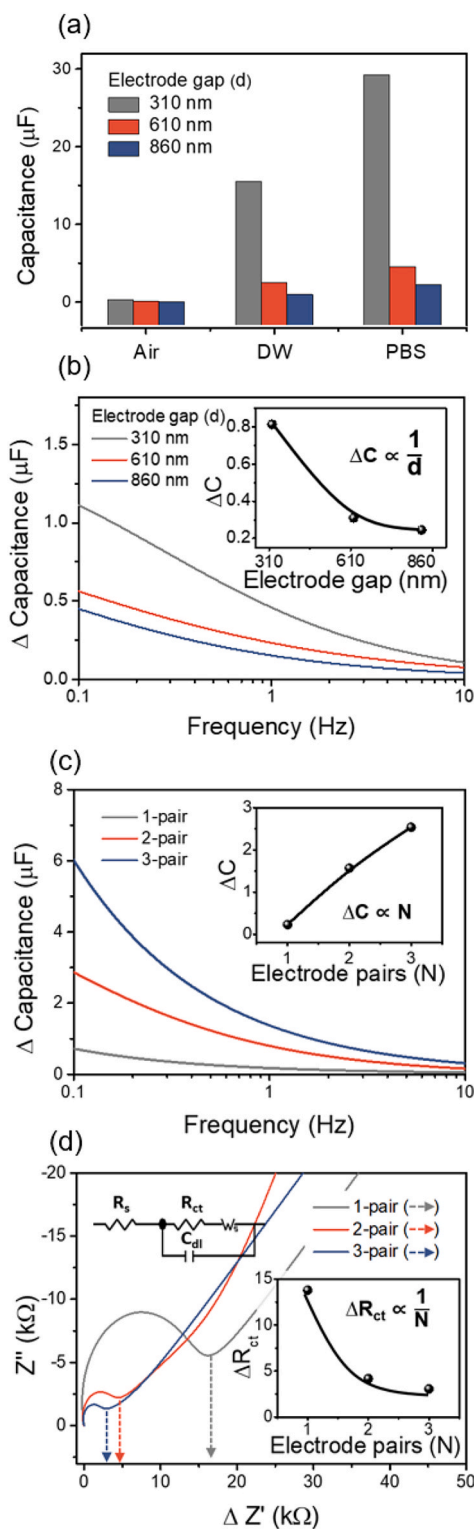 (a)
Electrode gap (d)
310 nm
610 nm
860 nm
Capacitance (μF)
30
20
10
0
Air DW PBS
(b)
Electrode gap (d)
310 nm
610 nm
860 nm
Δ Capacitance (μF)
1.5
1.0
0.5
0.0
0.1 1 10
Frequency (Hz)
ΔC
0.8
0.6
0.4
0.2
310 610 860
Electrode gap (nm)
ΔC ∝ 1/d
(c)
1-pair
2-pair
3-pair
Δ Capacitance (μF)
8
6
4
2
0
0.1 1 10
Frequency (Hz)
ΔC
3
2
1
0
1 2 3
Electrode pairs (N)
ΔC ∝ N
(d)
Z'' (kΩ)
-20
-15
-10
-5
0
0 10 20 30 40 50
Δ Z' (kΩ)
Rs Rct Ws
Cdl
1-pair (
)
2-pair (
)
3-pair (
)
ΔRct
15
10
5
0
1 2 3
Electrode pairs (N)
ΔRct ∝ 1/N